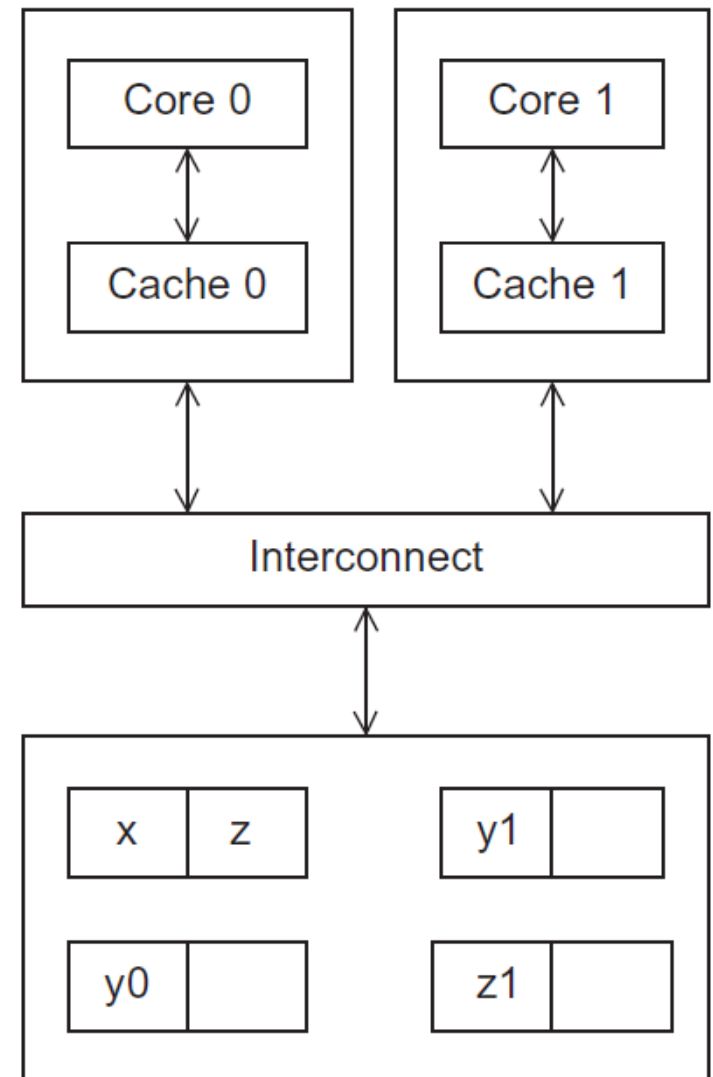 Core 0
Core 1
Cache 0
Cache 1
Interconnect
x z
y1
y0
z1